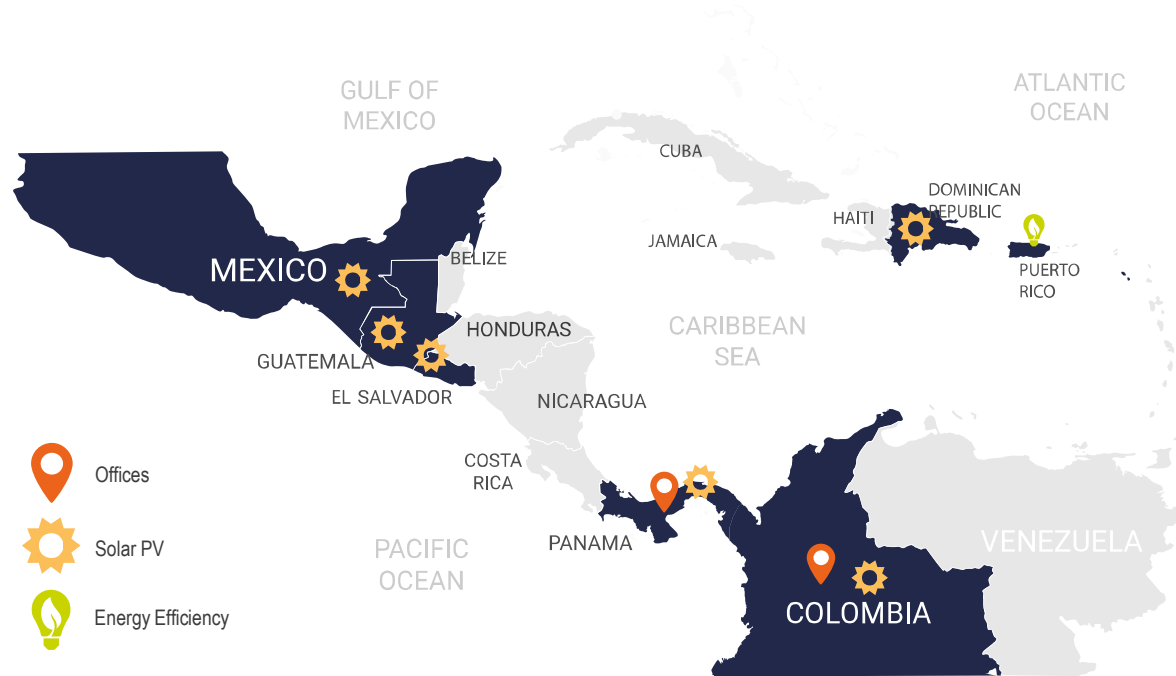 GULF OF
MEXICO
ATLANTIC
OCEAN
CUBA
DOMINICAN
REPUBLIC
HAITI
JAMAICA
BELIZE
MEXICO
PUERTO
RICO
CARIBBEAN
SEA
HONDURAS
GUATEMALA
EL SALVADOR
NICARAGUA
COSTA
RICA
PANAMA
PACIFIC
OCEAN
VENEZUELA
COLOMBIA
Offices
Solar PV
Energy Efficiency